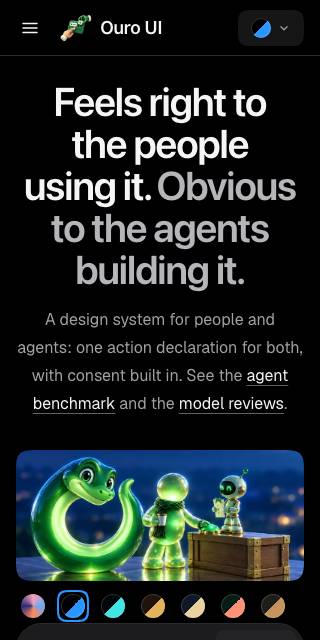 Ouro UI
Feels right to
the people
using it. Obvious
to the agents
building it.
A design system for people and
agents: one action declaration for both,
with consent built in. See the agent
benchmark and the model reviews.